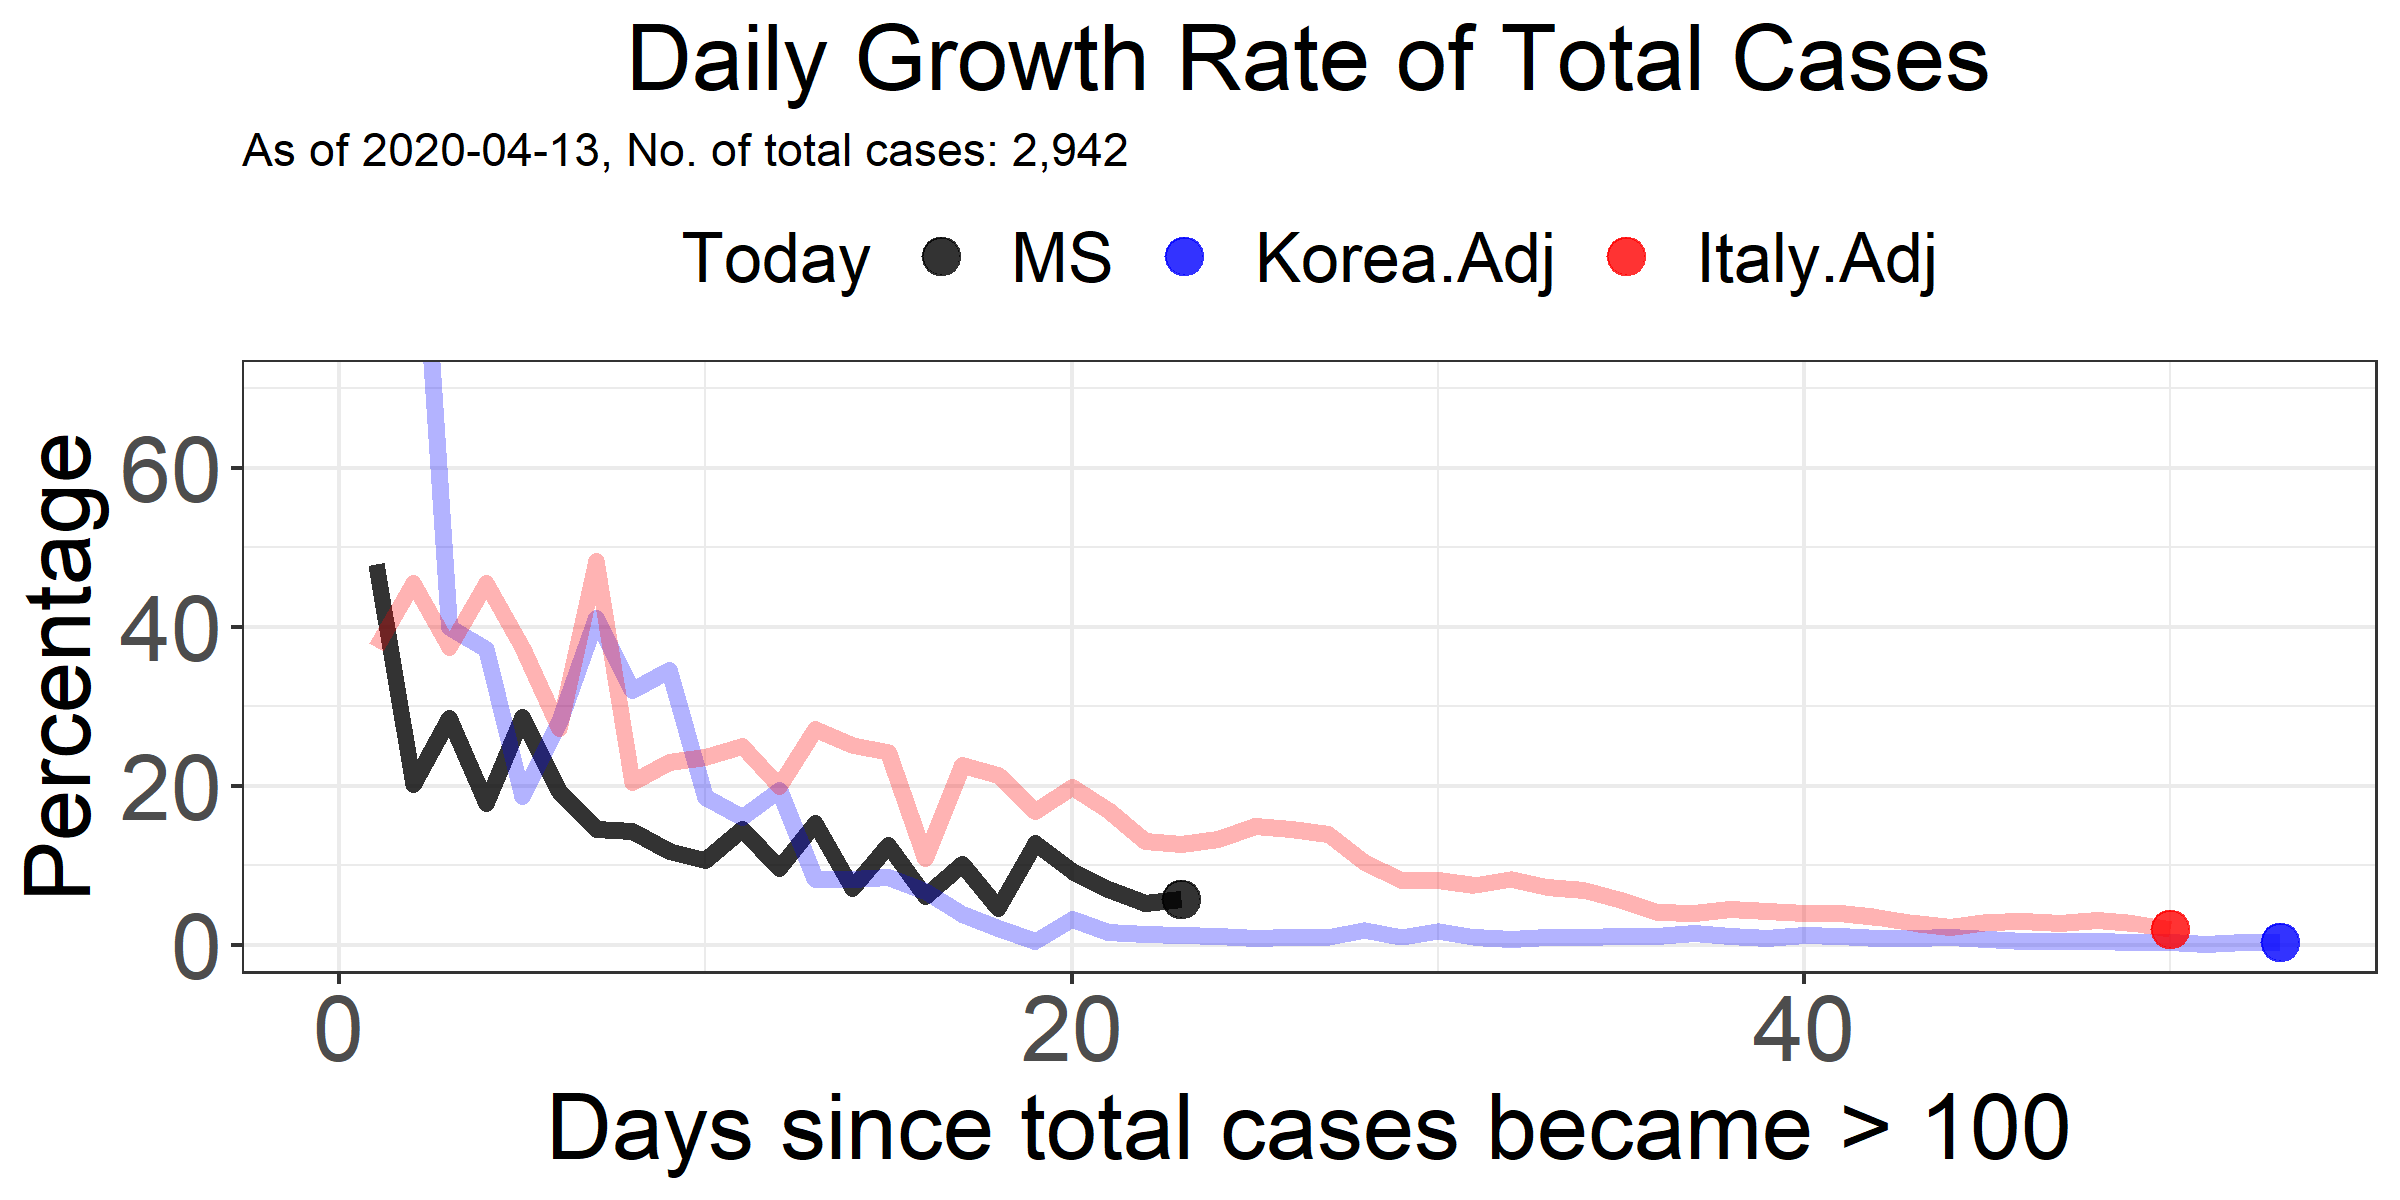 Daily Growth Rate of Total Cases
As of 2020-04-13, No. of total cases: 2,942
Today MS Korea.Adj Italy.Adj
Percentage
60
40
20
0
0 20 40
Days since total cases became > 100